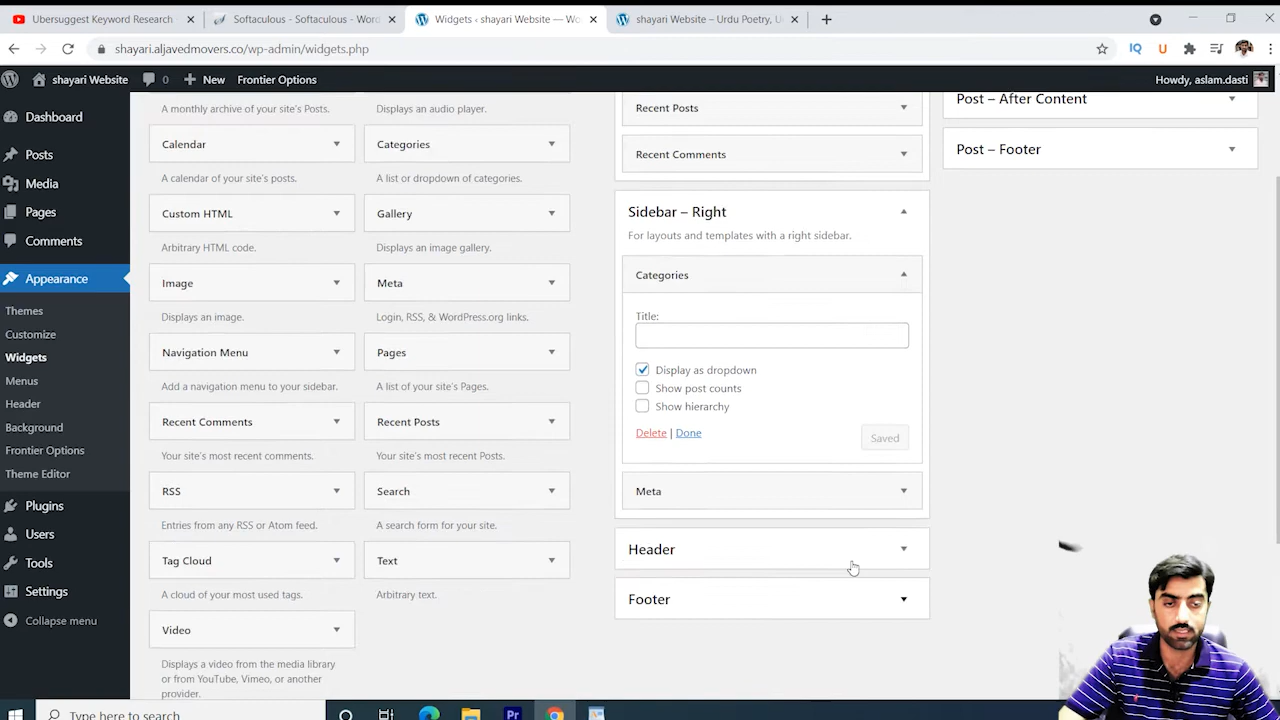 Ubersuggest Keyword Research -
Softaculous - Softaculous - Wor
Widgets ‹ shayari Website — Wo
shayari Website – Urdu Poetry, U
shayari.aljavedmovers.co/wp-admin/widgets.php
IQ
U
shayari Website
0
New
Frontier Options
Howdy, aslam.dasti
Dashboard
Posts
Media
Pages
Comments
Appearance
Themes
Customize
Widgets
Menus
Header
Background
Frontier Options
Theme Editor
Plugins
Users
Tools
Settings
Collapse menu
A monthly archive of your site's Posts.
Displays an audio player.
Calendar
Categories
A calendar of your site's posts.
A list or dropdown of categories.
Custom HTML
Gallery
Arbitrary HTML code.
Displays an image gallery.
Image
Meta
Displays an image.
Login, RSS, & WordPress.org links.
Navigation Menu
Pages
Add a navigation menu to your sidebar.
A list of your site's Pages.
Recent Comments
Recent Posts
Your site's most recent comments.
Your site's most recent Posts.
RSS
Search
Entries from any RSS or Atom feed.
A search form for your site.
Tag Cloud
Text
A cloud of your most used tags.
Arbitrary text.
Video
Displays a video from the media library
or from YouTube, Vimeo, or another
provider.
Recent Posts
Recent Comments
Sidebar – Right
For layouts and templates with a right sidebar.
Categories
Title:
Display as dropdown
Show post counts
Show hierarchy
Delete | Done
Saved
Meta
Header
Footer
Post – After Content
Post – Footer
Type here to search
Pr